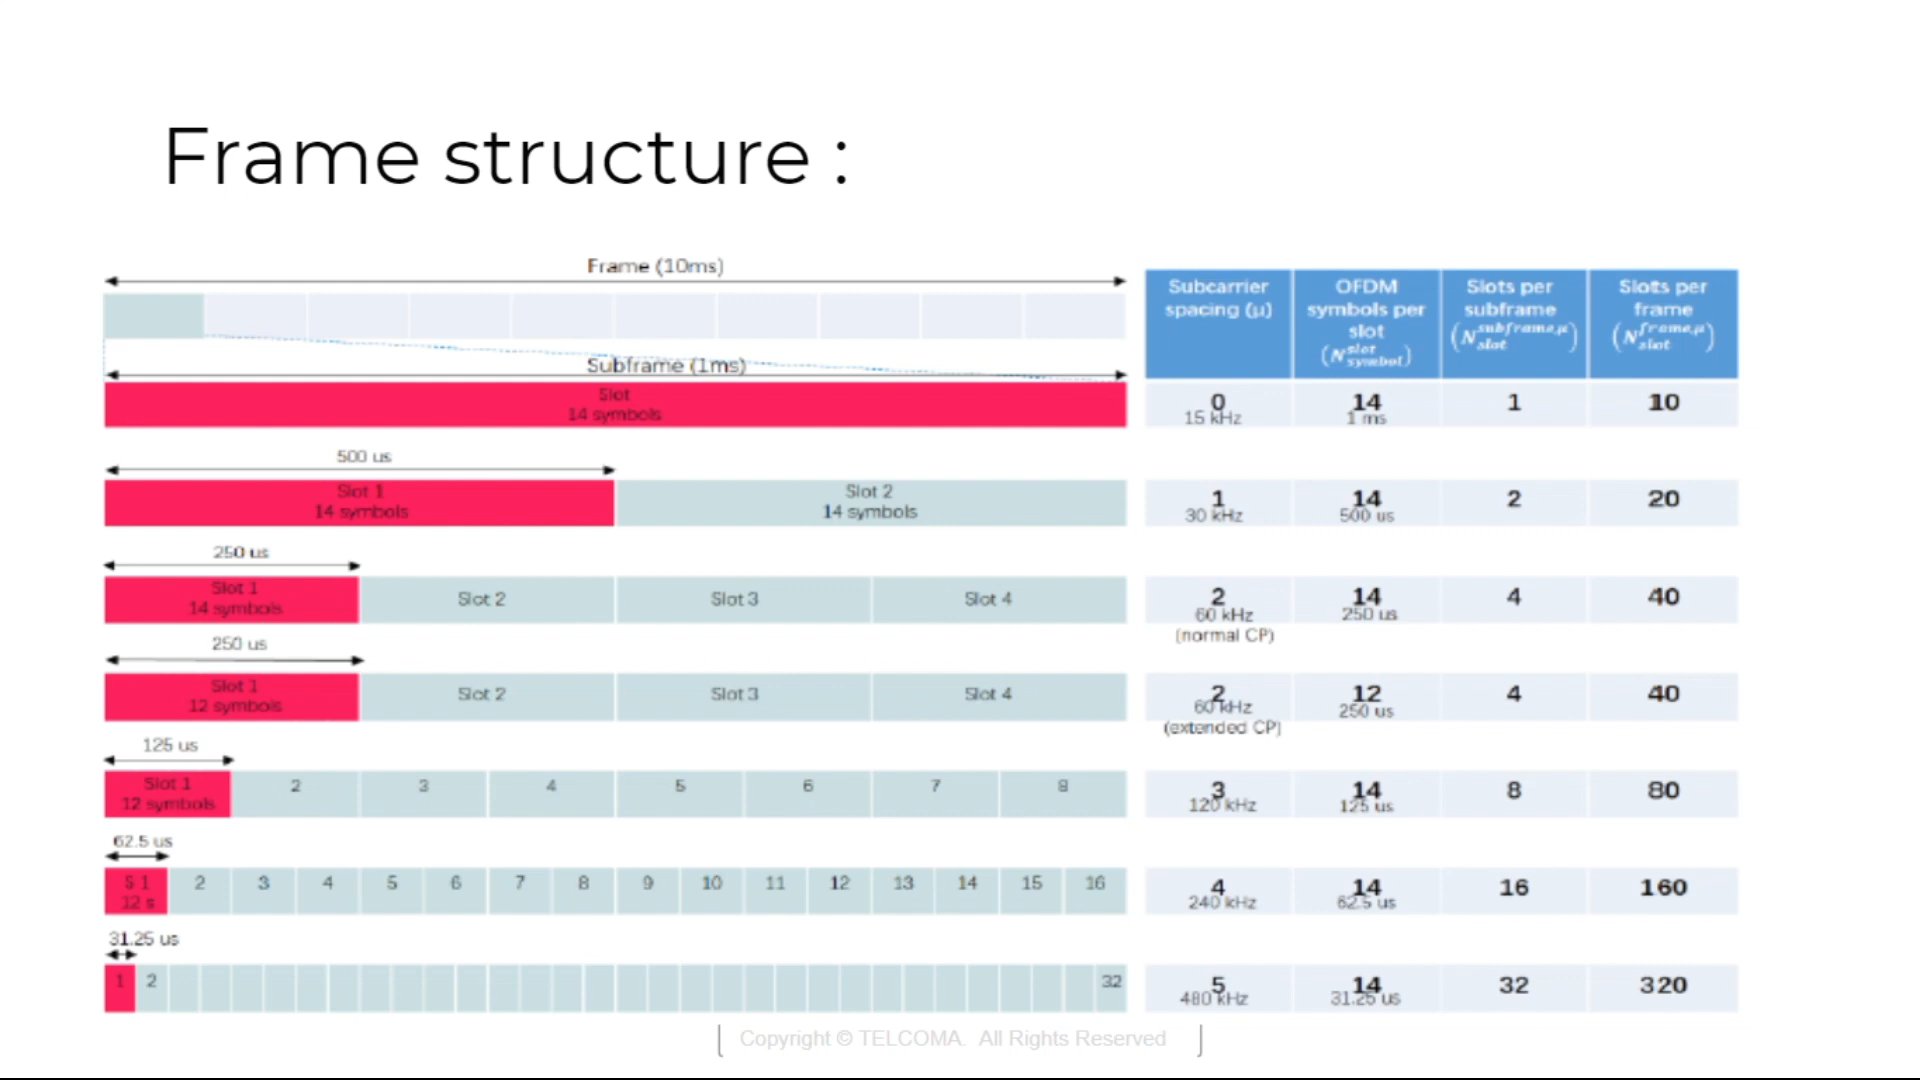 Frame structure :
Frame (10ms)
Subframe (1ms)
Slot
14 symbols
500 us
Slot 1
14 symbols
Slot 2
14 symbols
250 us
Slot 1
14 symbols
Slot 2
Slot 3
Slot 4
250 us
Slot 1
12 symbols
Slot 2
Slot 3
Slot 4
125 us
Slot 1
12 symbols
2 3 4 5 6 7 8
62.5 us
S 1
12 s
2 3 4 5 6 7 8 9 10 11 12 13 14 15 16
31.25 us
1 2 32
Subcarrier
spacing (μ)
OFDM
symbols per
slot
(N^{slot}_{symbol})
Slots per
subframe
(N^{subframe,μ}_{slot})
Slots per
frame
(N^{frame,μ}_{slot})
0 14 1 10
15 kHz 1 ms
1 14 2 20
30 kHz 500 us
2 14 4 40
60 kHz 250 us
(normal CP)
2 12 4 40
60 kHz 250 us
(extended CP)
3 14 8 80
120 kHz 125 us
4 14 16 160
240 kHz 62.5 us
5 14 32 320
480 kHz 31.25 us
Copyright © TELCOMA. All Rights Reserved